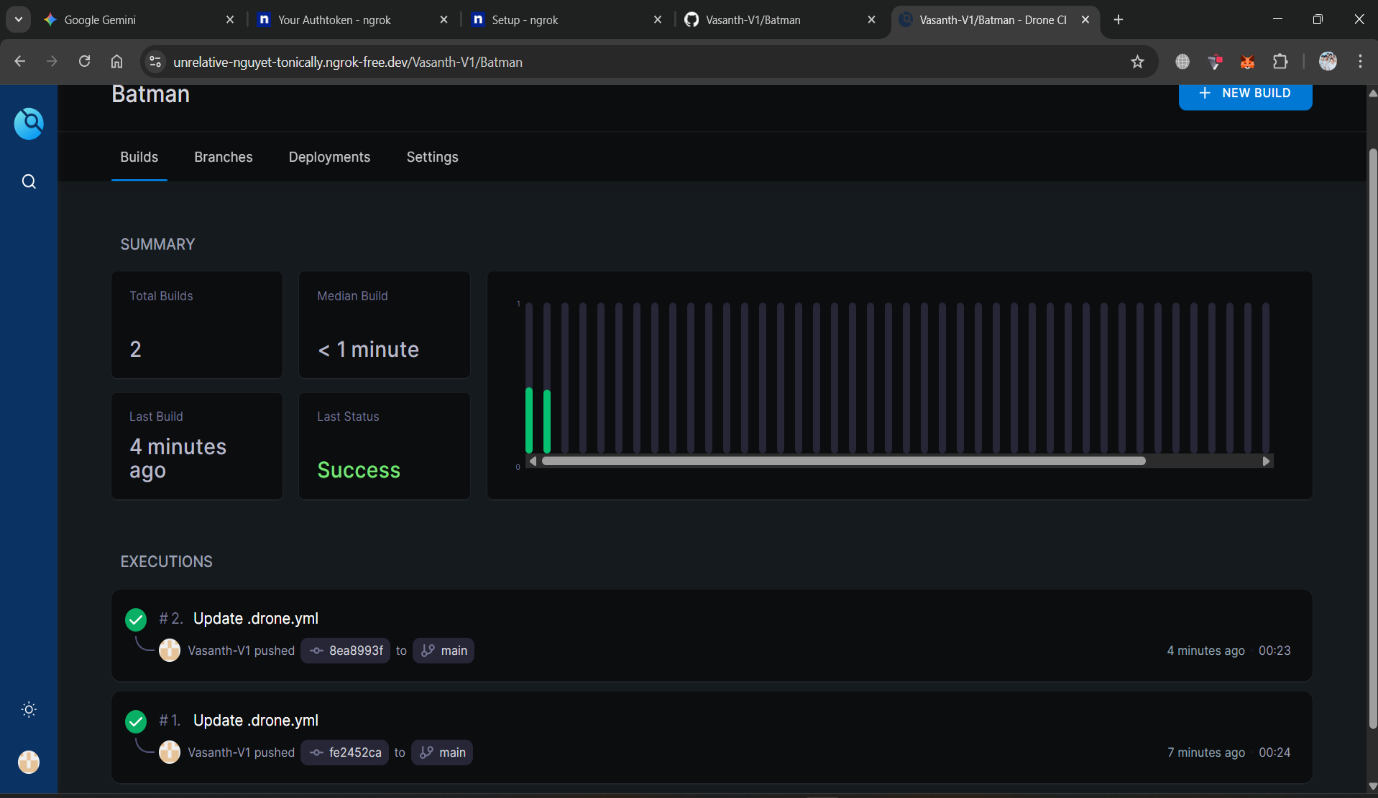 Google Gemini
Your Authtoken - ngrok
Setup - ngrok
Vasanth-V1/Batman
Vasanth-V1/Batman - Drone CI
unrelative-nguyet-tonically.ngrok-free.dev/Vasanth-V1/Batman
Batman
+ NEW BUILD
Builds Branches Deployments Settings
SUMMARY
Total Builds
2
Median Build
< 1 minute
Last Build
4 minutes
ago
Last Status
Success
1
0
EXECUTIONS
# 2. Update .drone.yml
Vasanth-V1 pushed 8ea8993f to main 4 minutes ago 00:23
# 1. Update .drone.yml
Vasanth-V1 pushed fe2452ca to main 7 minutes ago 00:24